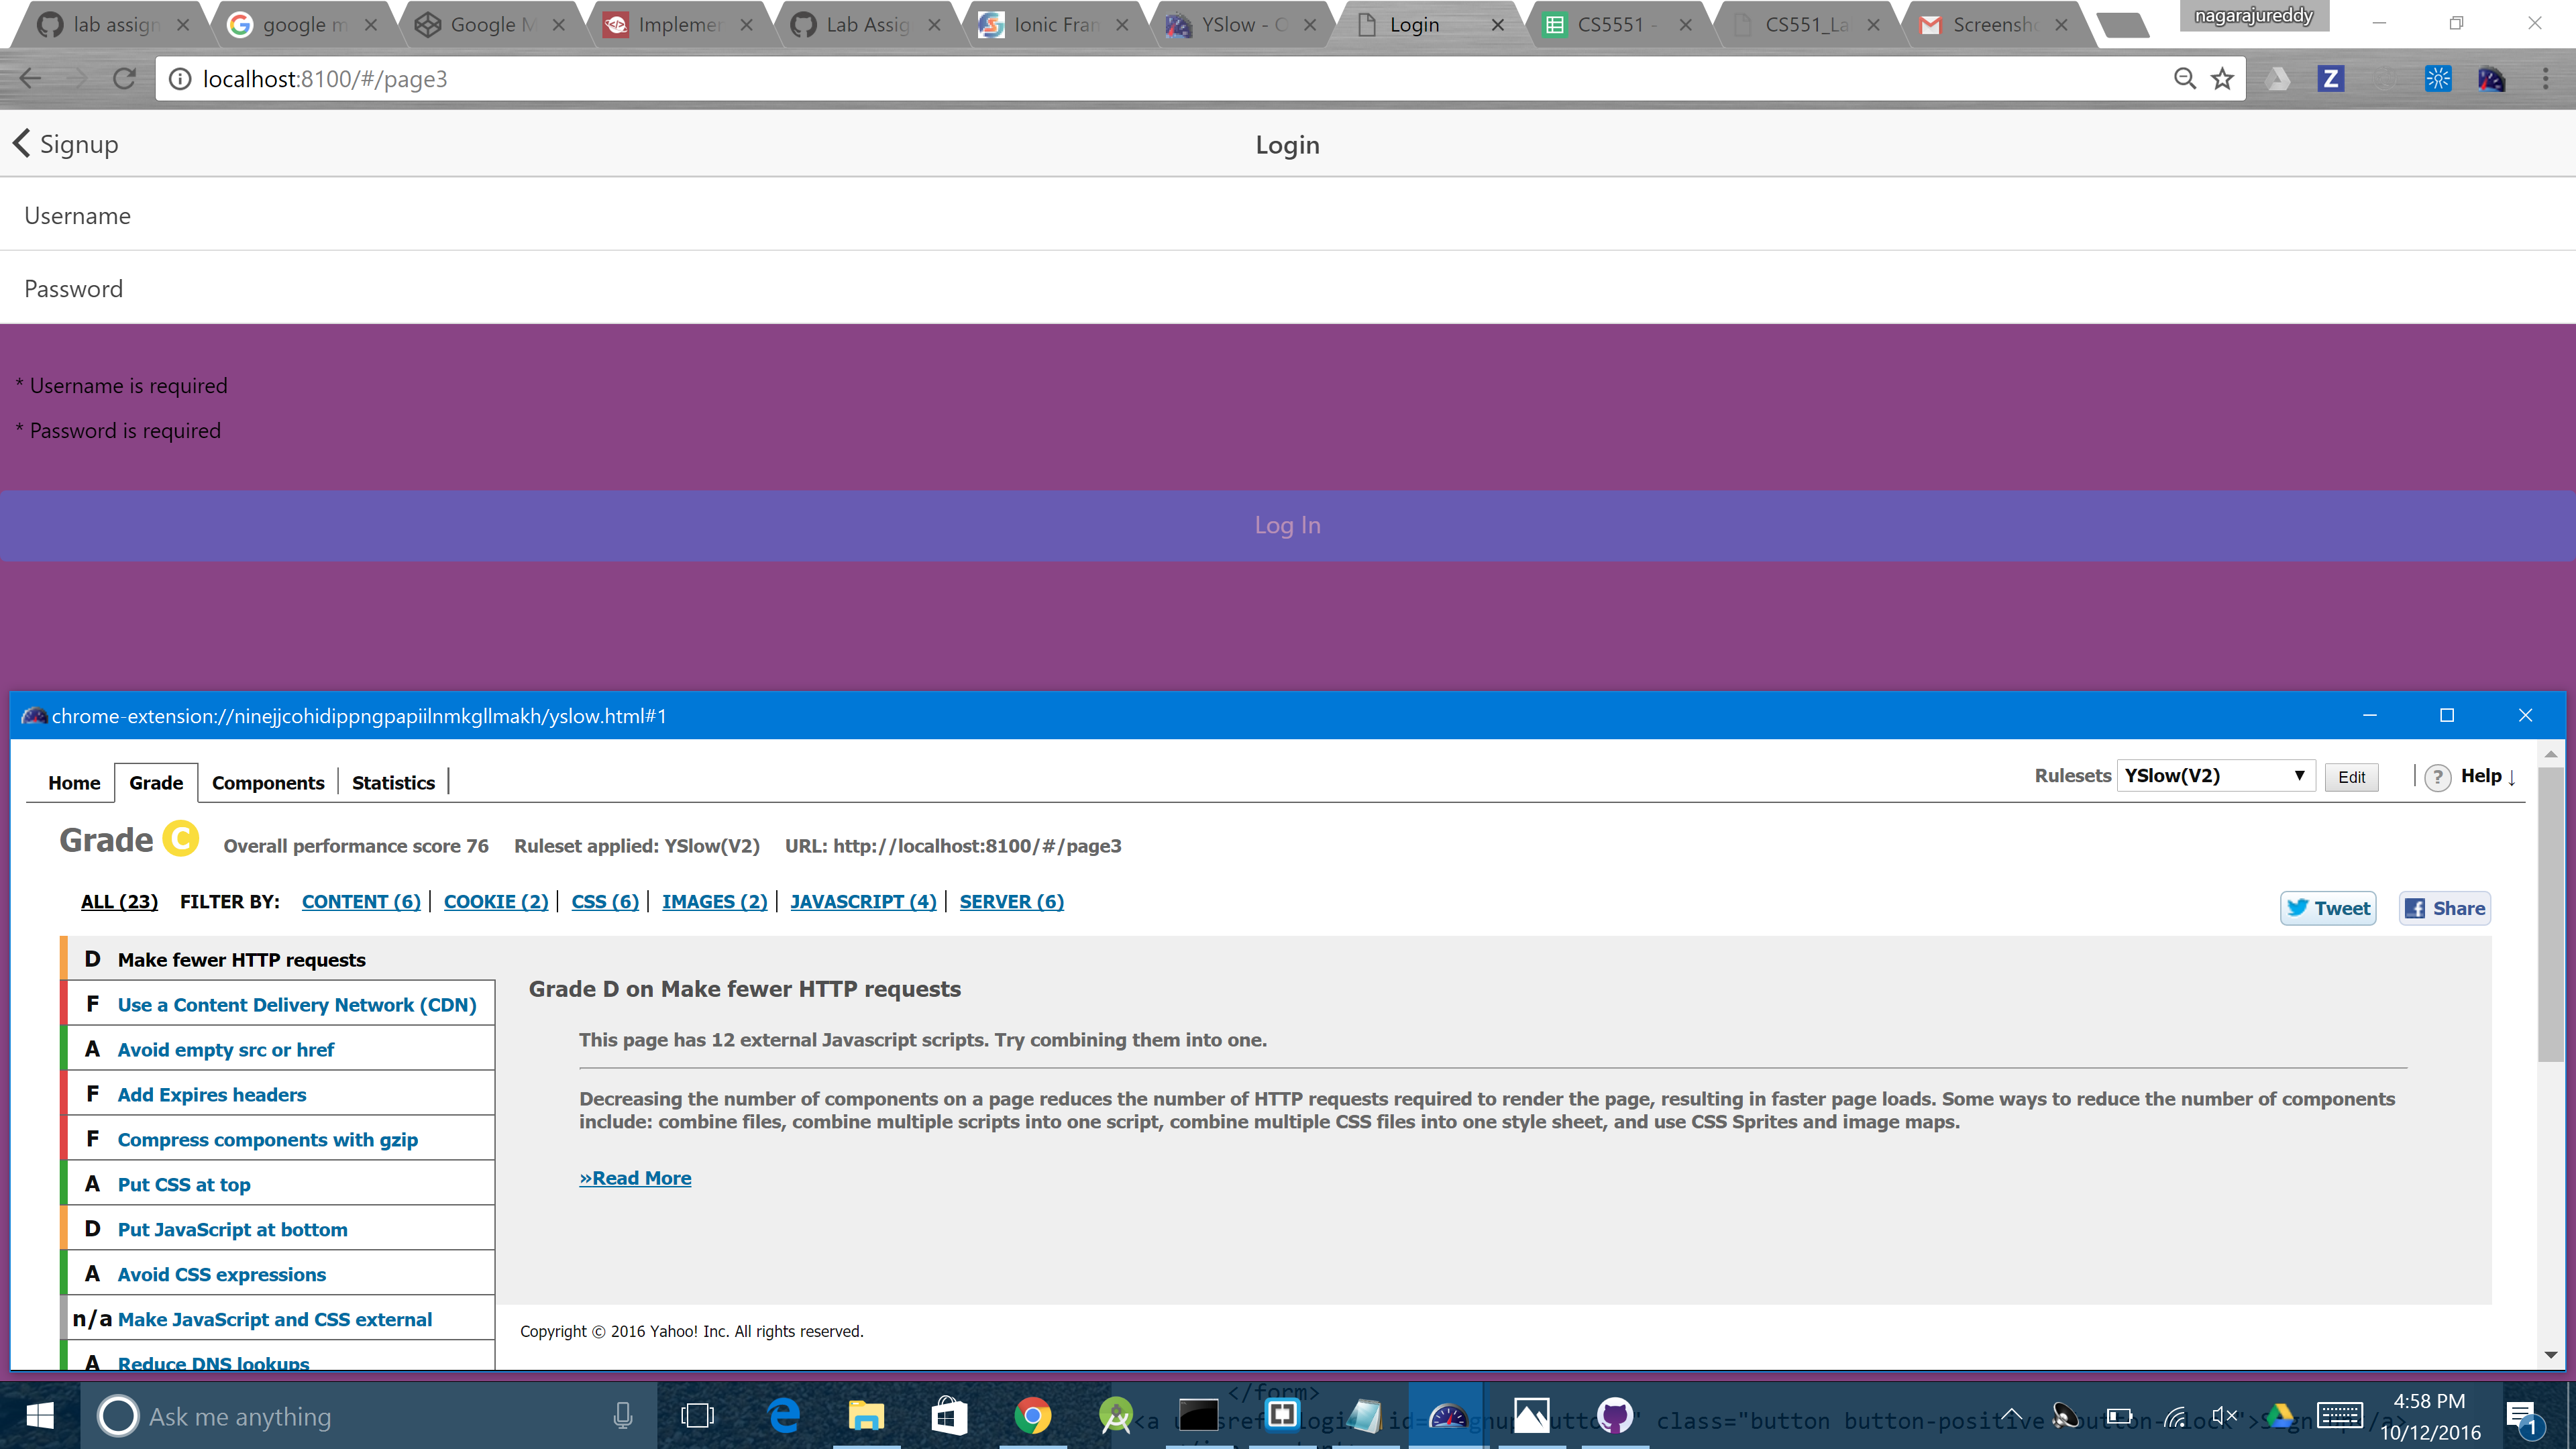 lab assign
google m
Google M
Implemen
Lab Assig
Ionic Fran
YSlow - O
Login
CS5551 -
CS551_La
Screensho
nagarajureddy
localhost:8100/#/page3
Signup
Login
Username
Password
* Username is required
* Password is required
Log In
chrome-extension://ninejjcohidippngpapiilnmkgllmakh/yslow.html#1
Home Grade Components Statistics
Rulesets YSlow(V2) Edit ? Help ↓
Grade C Overall performance score 76 Ruleset applied: YSlow(V2) URL: http://localhost:8100/#/page3
ALL (23) FILTER BY: CONTENT (6) COOKIE (2) CSS (6) IMAGES (2) JAVASCRIPT (4) SERVER (6)
Tweet Share
D Make fewer HTTP requests
F Use a Content Delivery Network (CDN)
A Avoid empty src or href
F Add Expires headers
F Compress components with gzip
A Put CSS at top
D Put JavaScript at bottom
A Avoid CSS expressions
n/a Make JavaScript and CSS external
A Reduce DNS lookups
Grade D on Make fewer HTTP requests
This page has 12 external Javascript scripts. Try combining them into one.
Decreasing the number of components on a page reduces the number of HTTP requests required to render the page, resulting in faster page loads. Some ways to reduce the number of components
include: combine files, combine multiple scripts into one script, combine multiple CSS files into one style sheet, and use CSS Sprites and image maps.
»Read More
Copyright © 2016 Yahoo! Inc. All rights reserved.
</form>
Ask me anything
class="button button-positive
4:58 PM
10/12/2016
1